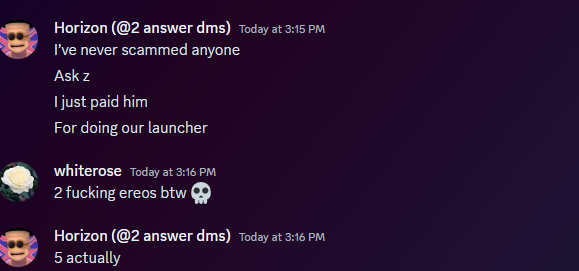 Horizon (@2 answer dms) Today at 3:15 PM
I've never scammed anyone
Ask z
I just paid him
For doing our launcher
whiterose Today at 3:16 PM
2 fucking ereos btw 💀
Horizon (@2 answer dms) Today at 3:16 PM
5 actually